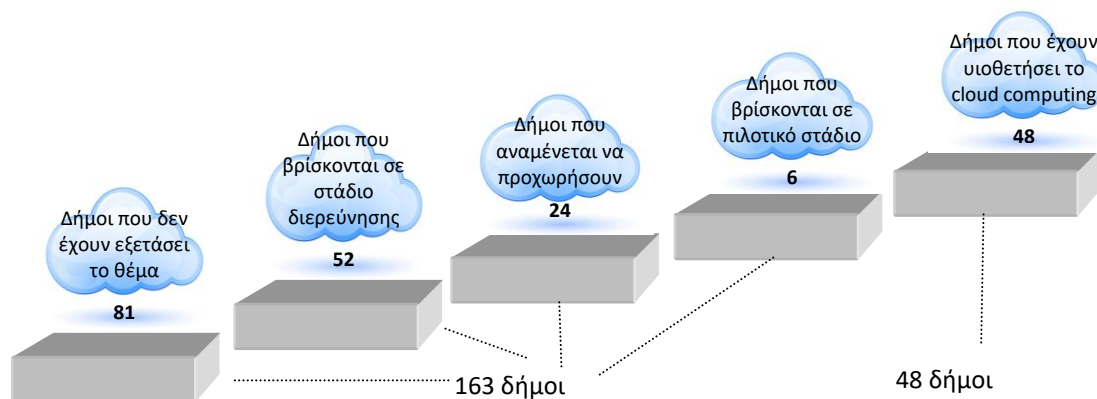 Δήμοι που δεν
έχουν εξετάσει
το θέμα
81
Δήμοι που
βρίσκονται σε
στάδιο
διερεύνησης
52
Δήμοι που
αναμένεται να
προχωρήσουν
24
Δήμοι που
βρίσκονται σε
πιλοτικό στάδιο
6
Δήμοι που έχουν
υιοθετήσει το
cloud computing
48
163 δήμοι
48 δήμοι